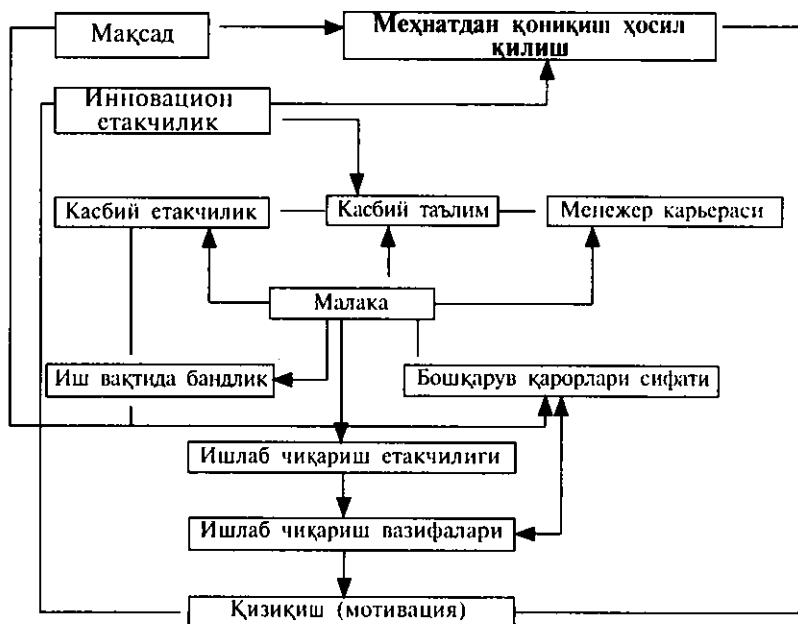 Мақсад
Меҳнатдан қониқиш ҳосил
қилиш
Инновацион
етакчилик
Касбий етакчилик
Касбий таълим
Менежер карьераси
Малака
Иш вақтида бандлик
Бошқарув қарорлари сифати
Ишлаб чиқариш етакчилиги
Ишлаб чиқариш вазифалари
Қизиқиш (мотивация)